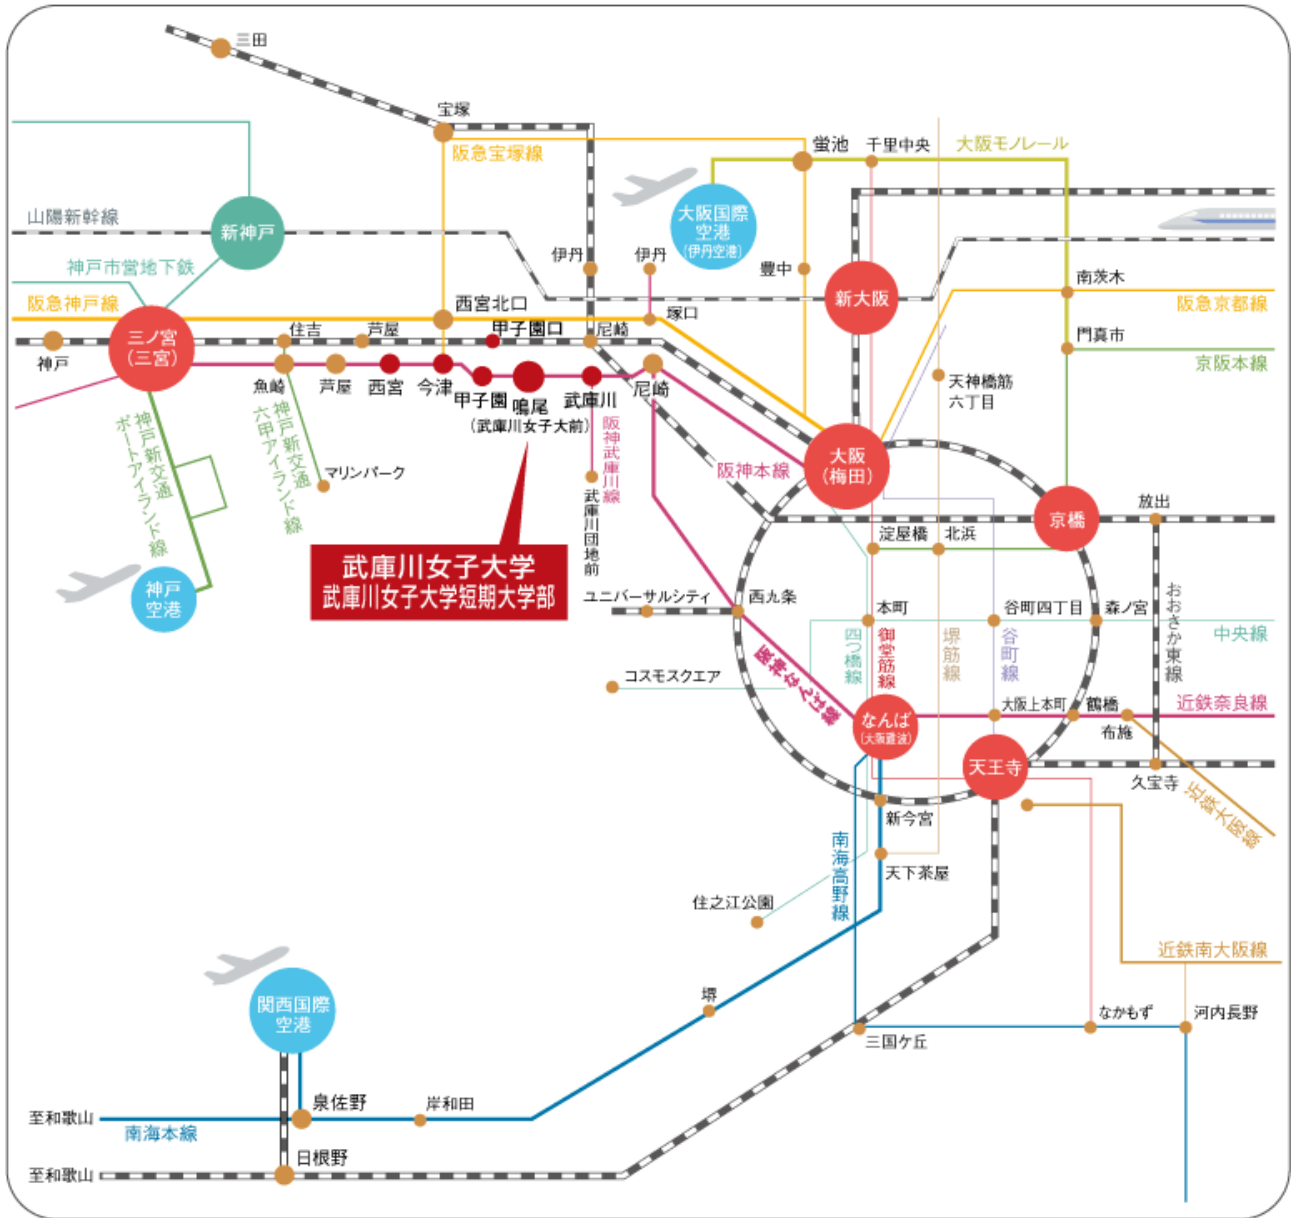 三田
宝塚
阪急宝塚線
蛍池
千里中央
大阪モノレール
大阪国際
空港
(伊丹空港)
山陽新幹線
新神戸
神戸市営地下鉄
伊丹
伊丹
豊中
新大阪
南茨木
阪急京都線
阪急神戸線
西宮北口
塚口
門真市
京阪本線
三ノ宮
(三宮)
住吉
芦屋
甲子園口
尼崎
神戸
魚崎
芦屋
西宮
今津
甲子園
鳴尾
(武庫川女子大前)
武庫川
尼崎
天神橋筋
六丁目
神戸新交通
ポートアイランド線
神戸新交通
六甲アイランド線
マリンパーク
阪神武庫川線
武庫川団地前
阪神本線
大阪
(梅田)
京橋
放出
淀屋橋
北浜
武庫川女子大学
武庫川女子大学短期大学部
神戸
空港
ユニバーサルシティ
西九条
本町
谷町四丁目
森ノ宮
おおさか東線
中央線
四つ橋線
御堂筋線
堺筋線
谷町線
コスモスクエア
阪神なんば線
なんば
(大阪難波)
大阪上本町
鶴橋
布施
近鉄奈良線
天王寺
久宝寺
近鉄大阪線
新今宮
天下茶屋
南海高野線
住之江公園
近鉄南大阪線
関西国際
空港
堺
三国ケ丘
なかもず
河内長野
至和歌山
南海本線
泉佐野
岸和田
至和歌山
日根野